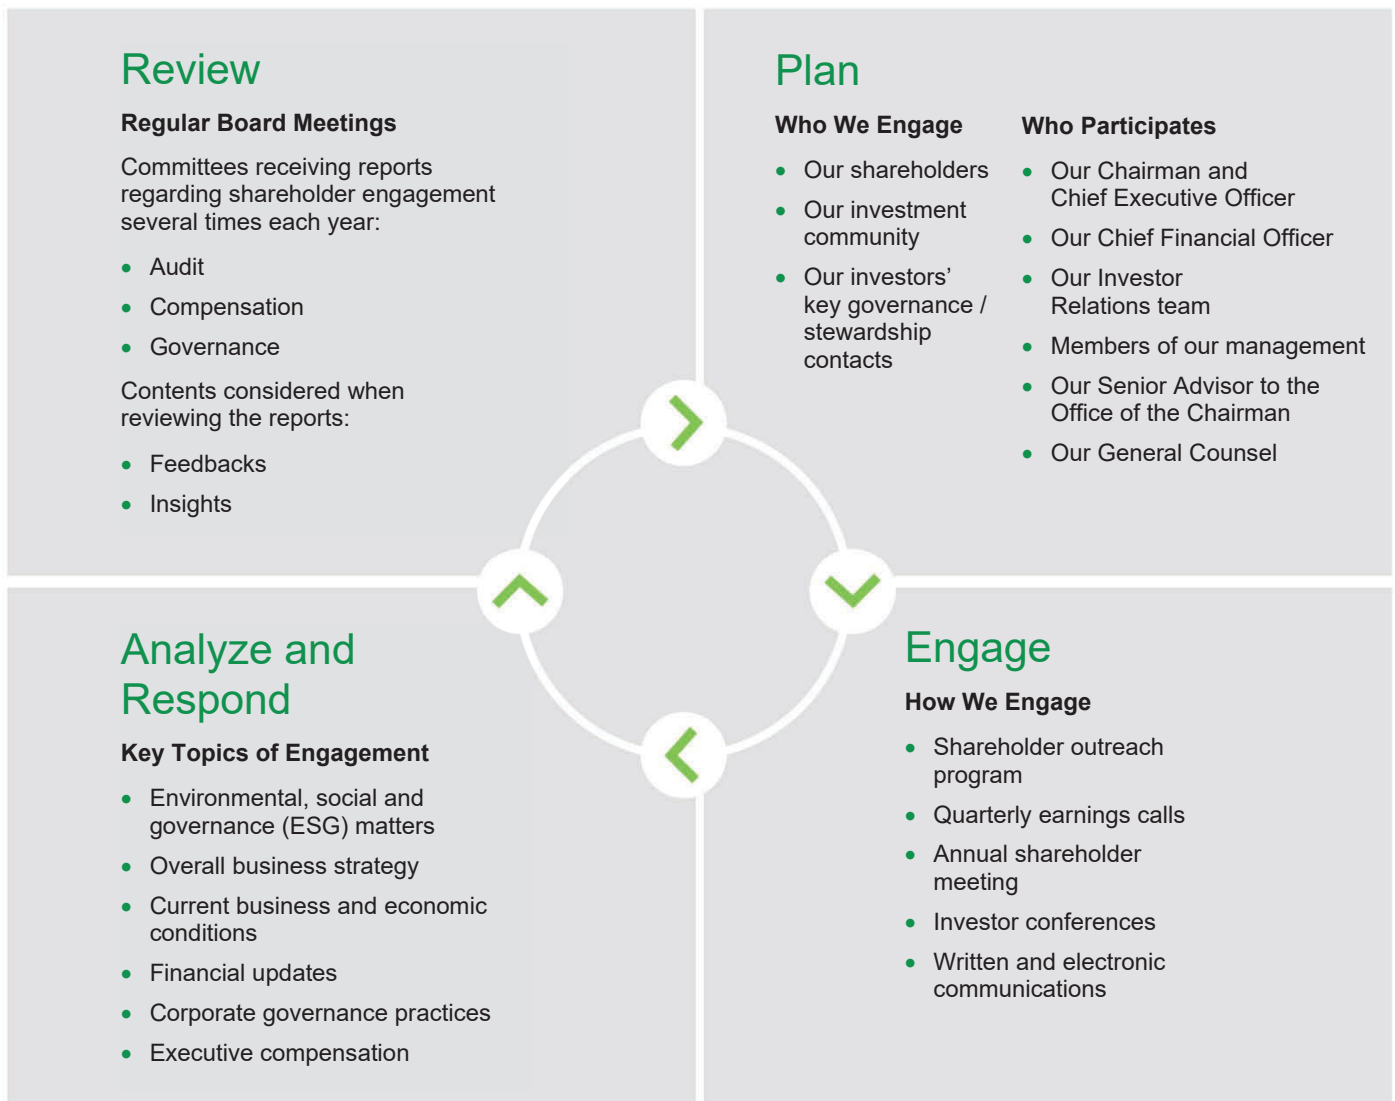 Review
Regular Board Meetings
Committees receiving reports
regarding shareholder engagement
several times each year:
• Audit
• Compensation
• Governance
Contents considered when
reviewing the reports:
• Feedbacks
• Insights
Plan
Who We Engage
• Our shareholders
• Our investment
community
• Our investors’
key governance /
stewardship
contacts
Who Participates
• Our Chairman and
Chief Executive Officer
• Our Chief Financial Officer
• Our Investor
Relations team
• Members of our management
• Our Senior Advisor to the
Office of the Chairman
• Our General Counsel
Analyze and
Respond
Key Topics of Engagement
• Environmental, social and
governance (ESG) matters
• Overall business strategy
• Current business and economic
conditions
• Financial updates
• Corporate governance practices
• Executive compensation
Engage
How We Engage
• Shareholder outreach
program
• Quarterly earnings calls
• Annual shareholder
meeting
• Investor conferences
• Written and electronic
communications